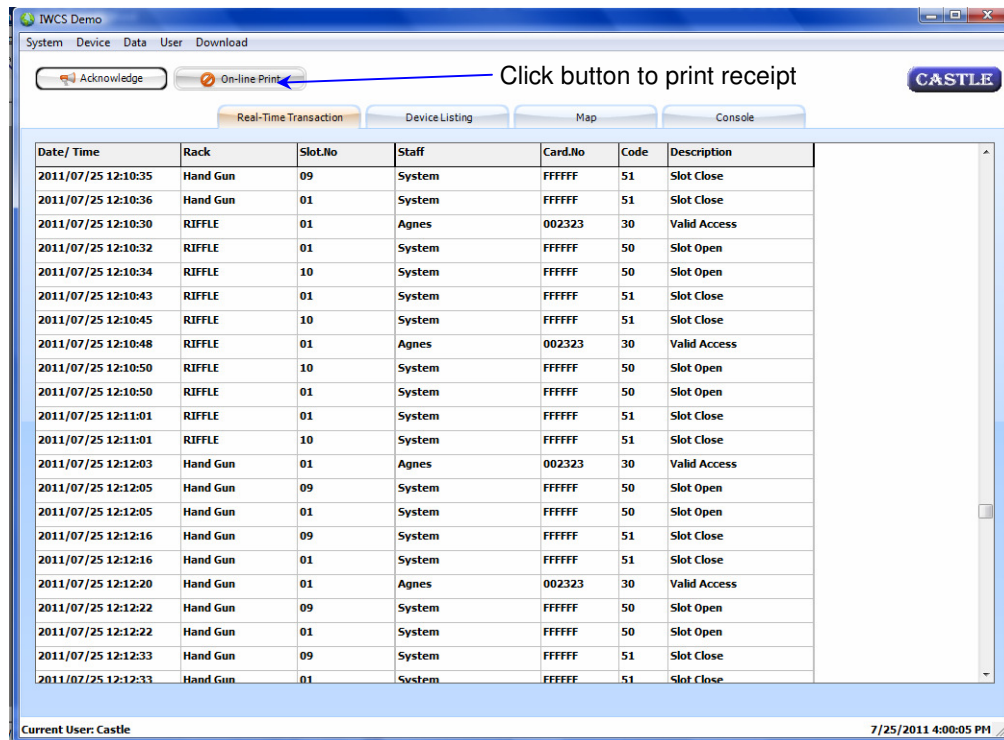 IWCS Demo
System Device Data User Download
Acknowledge On-line Print Click button to print receipt CASTLE
Real-Time Transaction Device Listing Map Console
Date/ Time Rack Slot.No Staff Card.No Code Description
2011/07/25 12:10:35 Hand Gun 09 System FFFFFF 51 Slot Close
2011/07/25 12:10:36 Hand Gun 01 System FFFFFF 51 Slot Close
2011/07/25 12:10:30 RIFFLE 01 Agnes 002323 30 Valid Access
2011/07/25 12:10:32 RIFFLE 01 System FFFFFF 50 Slot Open
2011/07/25 12:10:34 RIFFLE 10 System FFFFFF 50 Slot Open
2011/07/25 12:10:43 RIFFLE 01 System FFFFFF 51 Slot Close
2011/07/25 12:10:45 RIFFLE 10 System FFFFFF 51 Slot Close
2011/07/25 12:10:48 RIFFLE 01 Agnes 002323 30 Valid Access
2011/07/25 12:10:50 RIFFLE 10 System FFFFFF 50 Slot Open
2011/07/25 12:10:50 RIFFLE 01 System FFFFFF 50 Slot Open
2011/07/25 12:11:01 RIFFLE 01 System FFFFFF 51 Slot Close
2011/07/25 12:11:01 RIFFLE 10 System FFFFFF 51 Slot Close
2011/07/25 12:12:03 Hand Gun 01 Agnes 002323 30 Valid Access
2011/07/25 12:12:05 Hand Gun 09 System FFFFFF 50 Slot Open
2011/07/25 12:12:05 Hand Gun 01 System FFFFFF 50 Slot Open
2011/07/25 12:12:16 Hand Gun 09 System FFFFFF 51 Slot Close
2011/07/25 12:12:16 Hand Gun 01 System FFFFFF 51 Slot Close
2011/07/25 12:12:20 Hand Gun 01 Agnes 002323 30 Valid Access
2011/07/25 12:12:22 Hand Gun 09 System FFFFFF 50 Slot Open
2011/07/25 12:12:22 Hand Gun 01 System FFFFFF 50 Slot Open
2011/07/25 12:12:33 Hand Gun 09 System FFFFFF 51 Slot Close
2011/07/25 12:12:33 Hand Gun 01 System FFFFFF 51 Slot Close
Current User: Castle 7/25/2011 4:00:05 PM